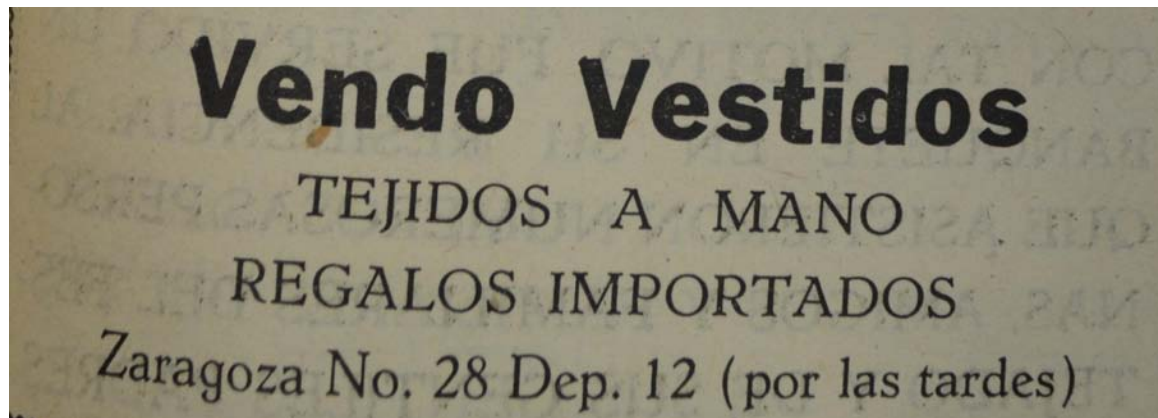 Vendo Vestidos
TEJIDOS A MANO
REGALOS IMPORTADOS
Zaragoza No. 28 Dep. 12 (por las tardes)